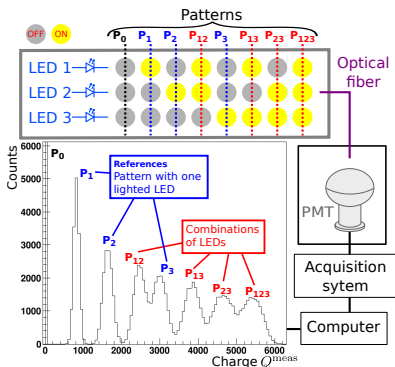 Patterns
OFF ON
P0 P1 P2 P12 P3 P13 P23 P123
LED 1
LED 2
LED 3
Optical
fiber
Counts
6000
5000
4000
3000
2000
1000
0
P0
P1
References
Pattern with one
lighted LED
P2
P12
P3
Combinations
of LEDs
P13
P23
P123
0 1000 2000 3000 4000 5000 6000
Charge Qmeas
PMT
Acquisition
sytem
Computer